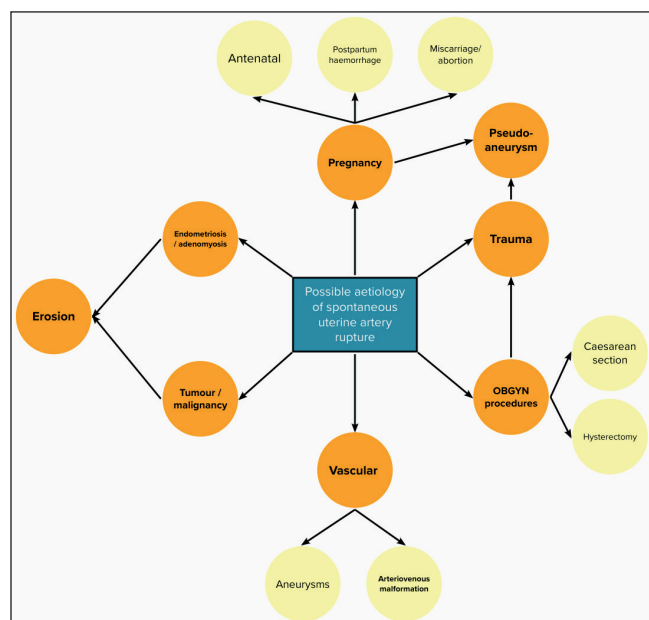 Antenatal
Postpartum
haemorrhage
Miscarriage/
abortion
Pregnancy
Pseudo-
aneurysm
Endometriosis
/ adenomyosis
Trauma
Possible aetiology
of spontaneous
uterine artery
rupture
Erosion
Tumour /
malignancy
OBGYN
procedures
Caesarean
section
Hysterectomy
Vascular
Aneurysms
Arteriovenous
malformation